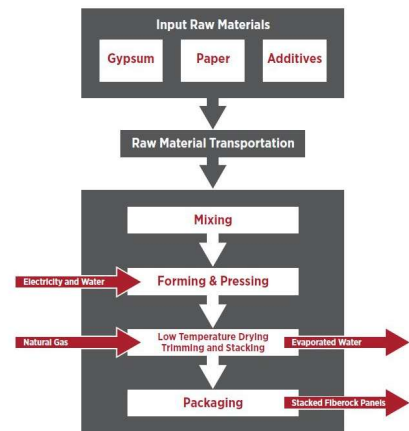 Input Raw Materials
Gypsum
Paper
Additives
Raw Material Transportation
Mixing
Electricity and Water
Forming & Pressing
Natural Gas
Low Temperature Drying
Trimming and Stacking
Evaporated Water
Packaging
Stacked Fiberock Panels